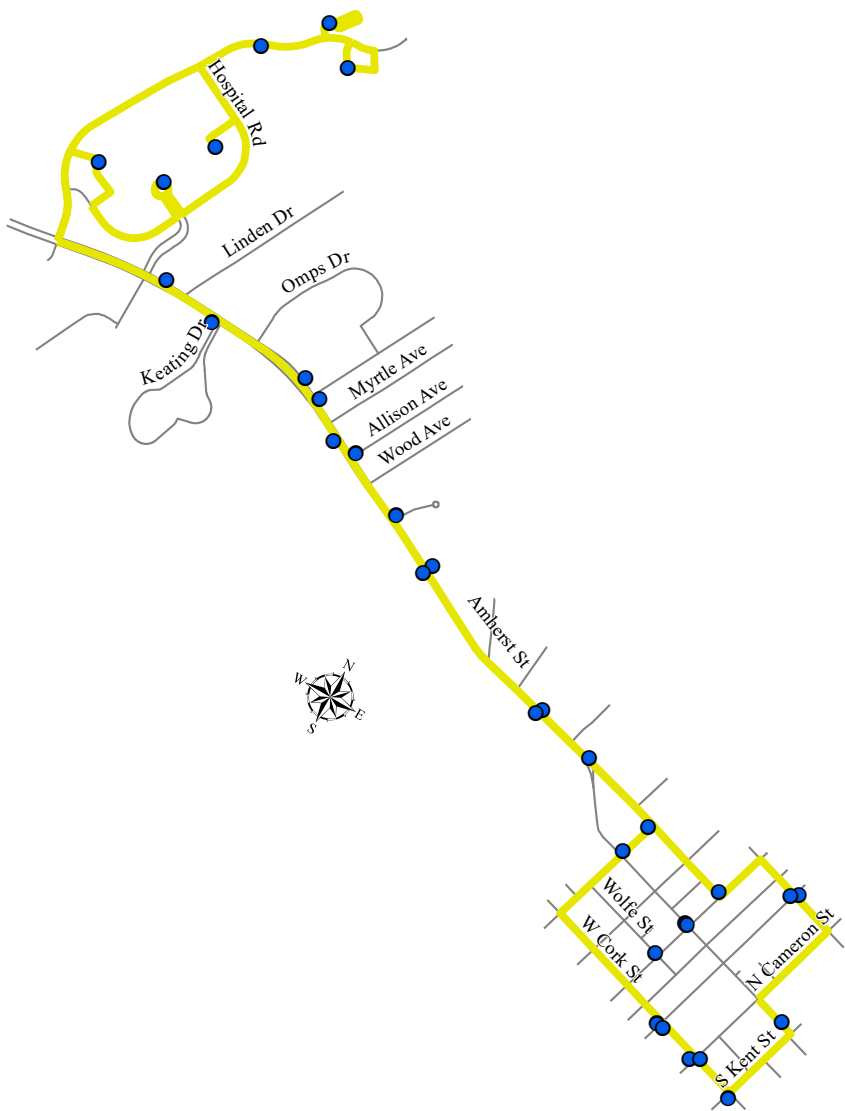 Hospital Rd
Linden Dr
Omps Dr
Keating Dr
Myrtle Ave
Allison Ave
Wood Ave
Amherst St
N
W
E
S
Wolfe St
W Cork St
N Cameron St
S Kent St